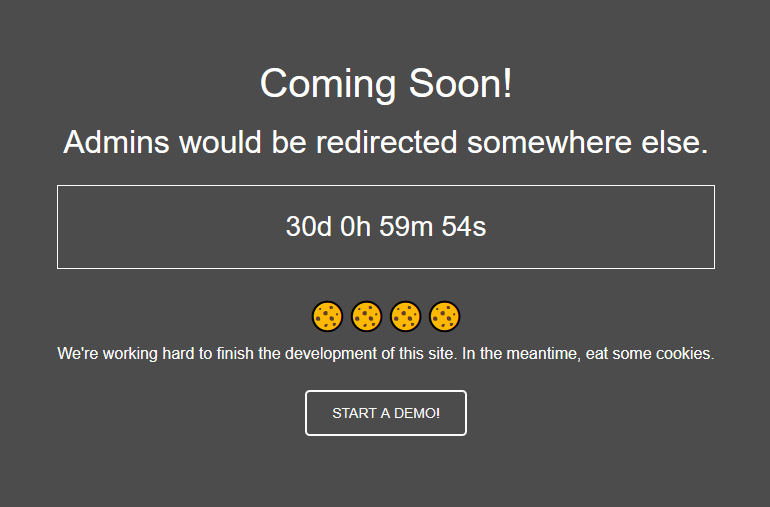 Coming Soon!
Admins would be redirected somewhere else.
30d 0h 59m 54s
We're working hard to finish the development of this site. In the meantime, eat some cookies.
START A DEMO!